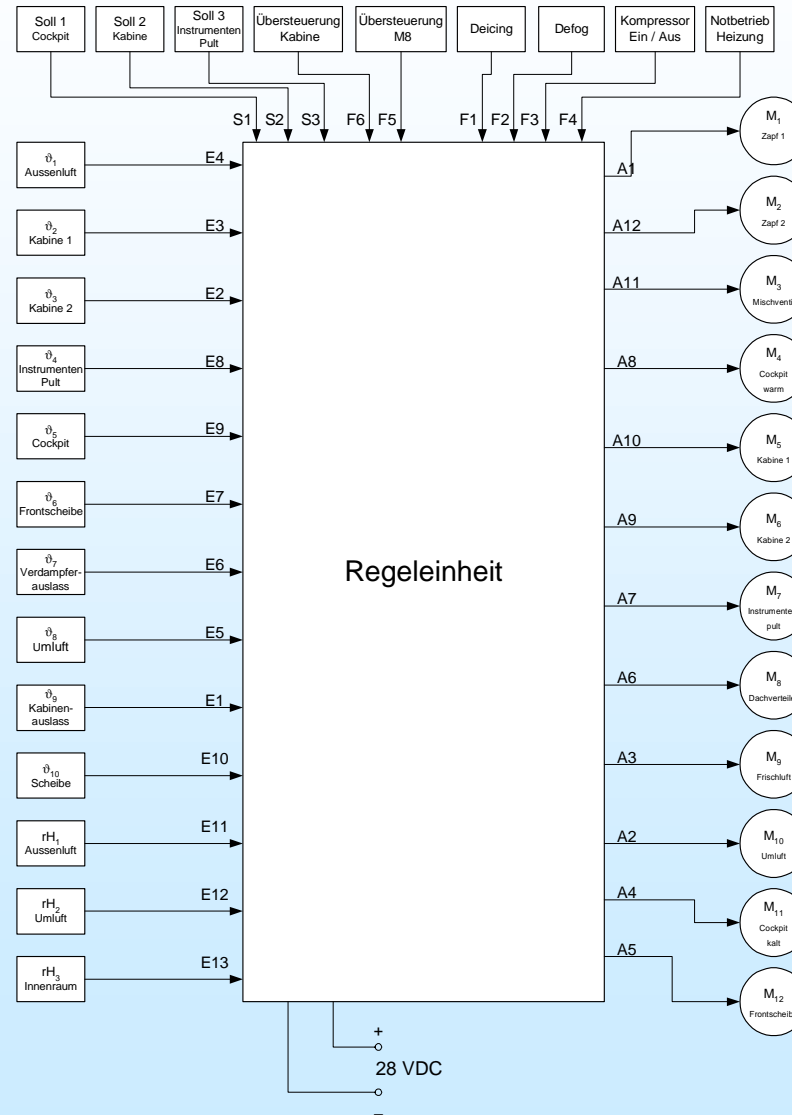 Soll 1
Cockpit
Soll 2
Kabine
Soll 3
Instrumenten
Pult
Übersteuerung
Kabine
Übersteuerung
M8
Deicing
Defog
Kompressor
Ein / Aus
Notbetrieb
Heizung
S1
S2
S3
F6
F5
F1
F2
F3
F4
ϑ1
Aussenluft
E4
ϑ2
Kabine 1
E3
ϑ3
Kabine 2
E2
ϑ4
Instrumenten
Pult
E8
ϑ5
Cockpit
E9
ϑ6
Frontscheibe
E7
ϑ7
Verdampfer-
auslass
E6
ϑ8
Umluft
E5
ϑ9
Kabinen-
auslass
E1
ϑ10
Scheibe
E10
rH1
Aussenluft
E11
rH2
Umluft
E12
rH3
Innenraum
E13
Regeleinheit
A1
M1
Zapf 1
A12
M2
Zapf 2
A11
M3
Mischventi
A8
M4
Cockpit
warm
A10
M5
Kabine 1
A9
M6
Kabine 2
A7
M7
Instrumente
pult
A6
M8
Dachverteile
A3
M9
Frischluft
A2
M10
Umluft
A4
M11
Cockpit
kalt
A5
M12
Frontscheib
+
28 VDC
–